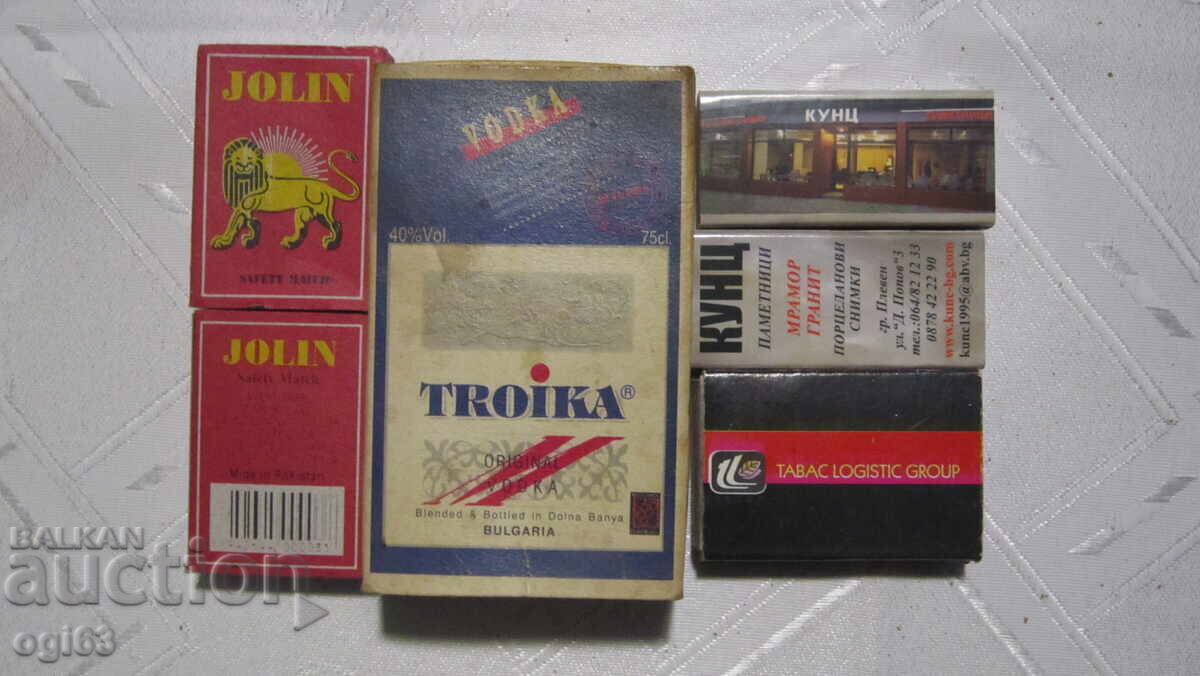 JOLIN
SAFETY MATCH
JOLIN
Safety Match
Made in Pakistan
VODKA
40%Vol.
75cl.
TROiKA®
ORIGINAL
VODKA
Blended & Bottled in Dolna Banya
BULGARIA
КУНЦ
КУНЦ
ПАМЕТНИЦИ
МРАМОР
ГРАНИТ
ПОРЦЕЛАНОВИ
СНИМКИ
гр. Плевен
ул."Д. Попов"3
тел.:064/82 12 33
0878 42 22 90
www.kunc-bg.com
kunc1995@abv.bg
TABAC LOGISTIC GROUP
BALKAN
auction
ogi63